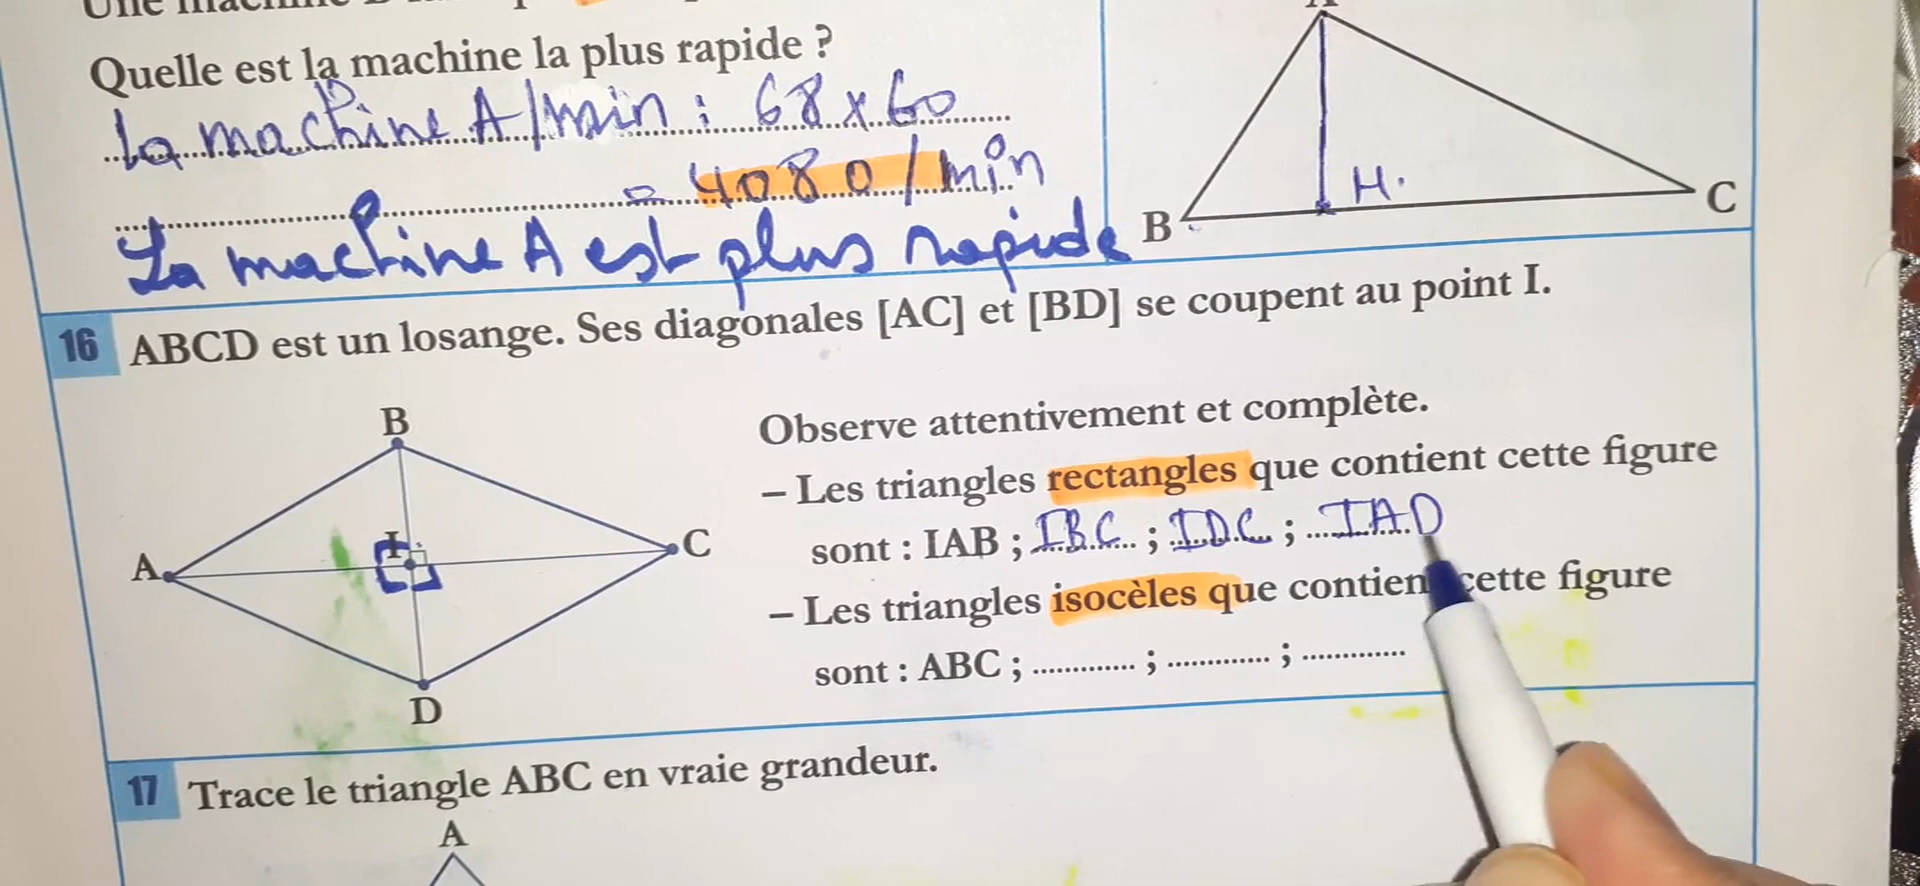 Quelle est la machine la plus rapide ?
La machine A/min : 68 x 60
= 4080/min
La machine A est plus rapide
H.
B
C
16 ABCD est un losange. Ses diagonales [AC] et [BD] se coupent au point I.
B
A
I
C
D
Observe attentivement et complète.
– Les triangles rectangles que contient cette figure
sont : IAB ; IBC ; IDC ; IAD
– Les triangles isocèles que contien cette figure
sont : ABC ; ............. ; ............. ; .............
17 Trace le triangle ABC en vraie grandeur.
A